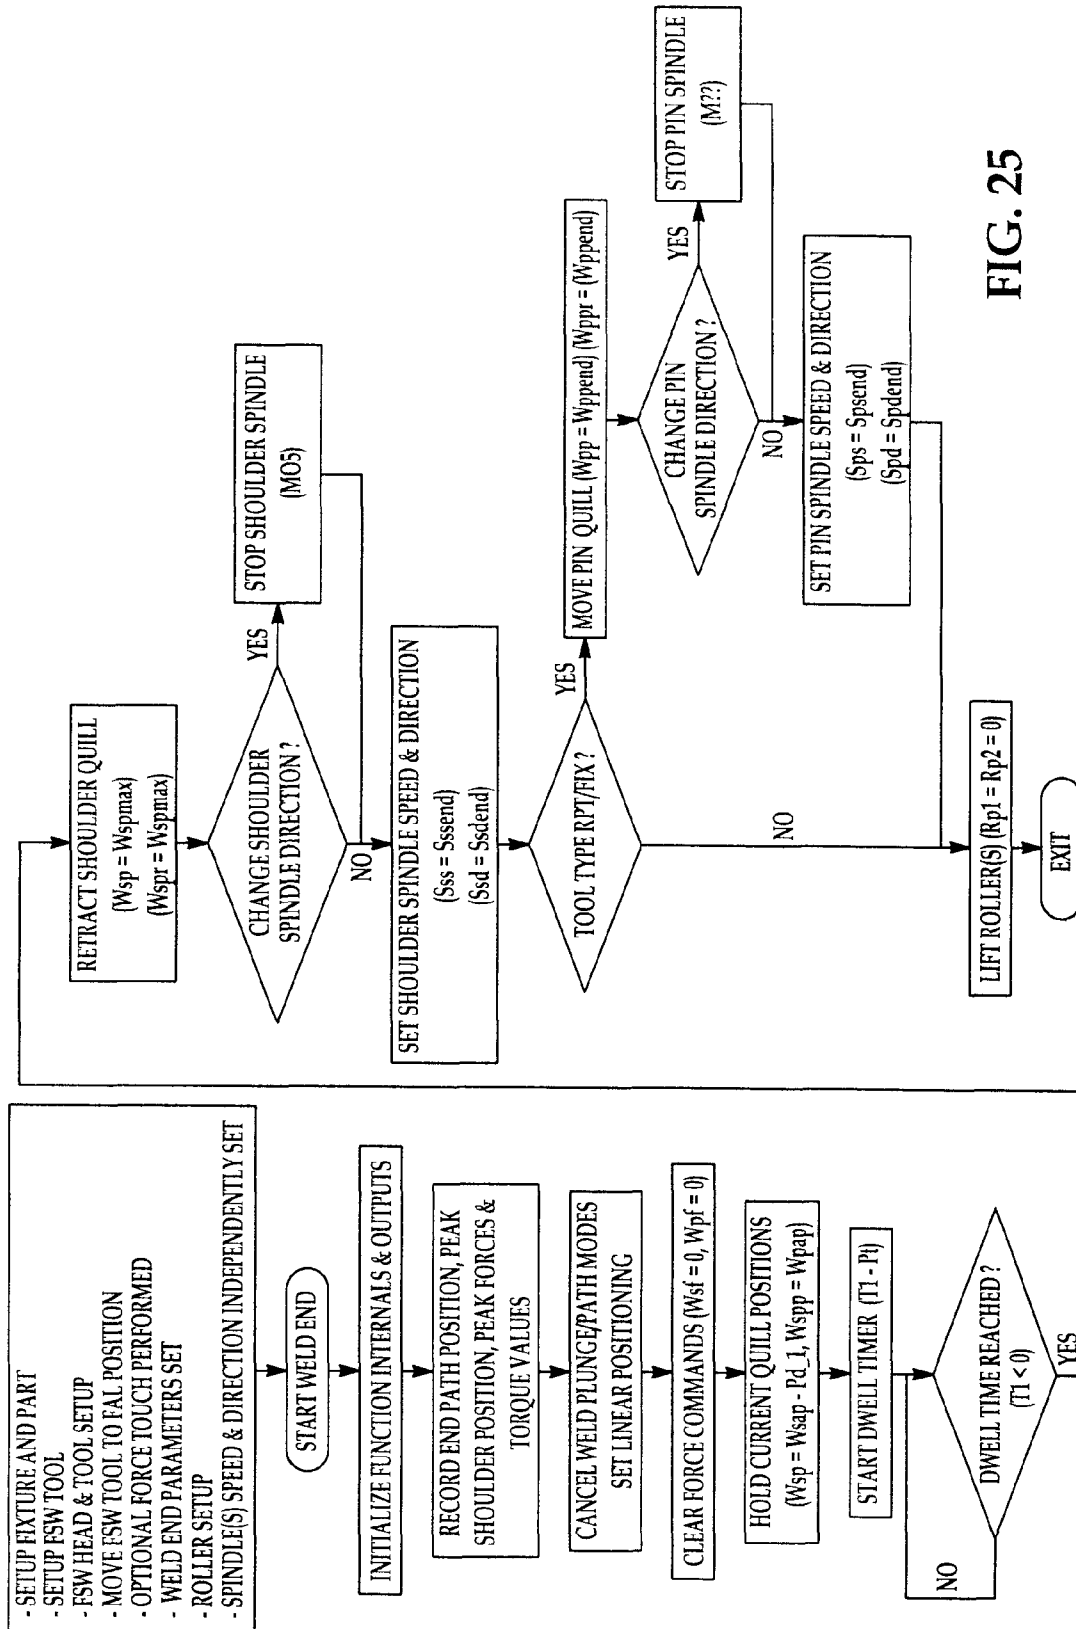 - SETUP FIXTURE AND PART
- SETUP FSW TOOL
- FSW HEAD & TOOL SETUP
- MOVE FSW TOOL TO FAL POSITION
- OPTIONAL FORCE TOUCH PERFORMED
- WELD END PARAMETERS SET
- ROLLER SETUP
- SPINDLE(S) SPEED & DIRECTION INDEPENDENTLY SET
START WELD END
INITIALIZE FUNCTION INTERNALS & OUTPUTS
RECORD END PATH POSITION, PEAK
SHOULDER POSITION, PEAK FORCES &
TORQUE VALUES
CANCEL WELD PLUNGE/PATH MODES
SET LINEAR POSITIONING
CLEAR FORCE COMMANDS (Wsf = 0, Wpf = 0)
HOLD CURRENT QUILL POSITIONS
(Wsp = Wsap - Pd_1, Wspp = Wpap)
START DWELL TIMER (T1 - Pt)
DWELL TIME REACHED ?
(T1 < 0)
NO
YES
RETRACT SHOULDER QUILL
(Wsp = Wspmax)
(Wspr = Wspmax)
CHANGE SHOULDER
SPINDLE DIRECTION ?
YES
STOP SHOULDER SPINDLE
(MO5)
NO
SET SHOULDER SPINDLE SPEED & DIRECTION
(Sss = Sssend)
(Ssd = Ssdend)
TOOL TYPE RPT/FIX ?
YES
NO
MOVE PIN QUILL (Wpp = Wppend) (Wppr = (Wppend)
CHANGE PIN
SPINDLE DIRECTION ?
YES
STOP PIN SPINDLE
(M??)
NO
SET PIN SPINDLE SPEED & DIRECTION
(Sps = Spsend)
(Spd = Spdend)
LIFT ROLLER(S) (Rp1 = Rp2 = 0)
EXIT
FIG. 25